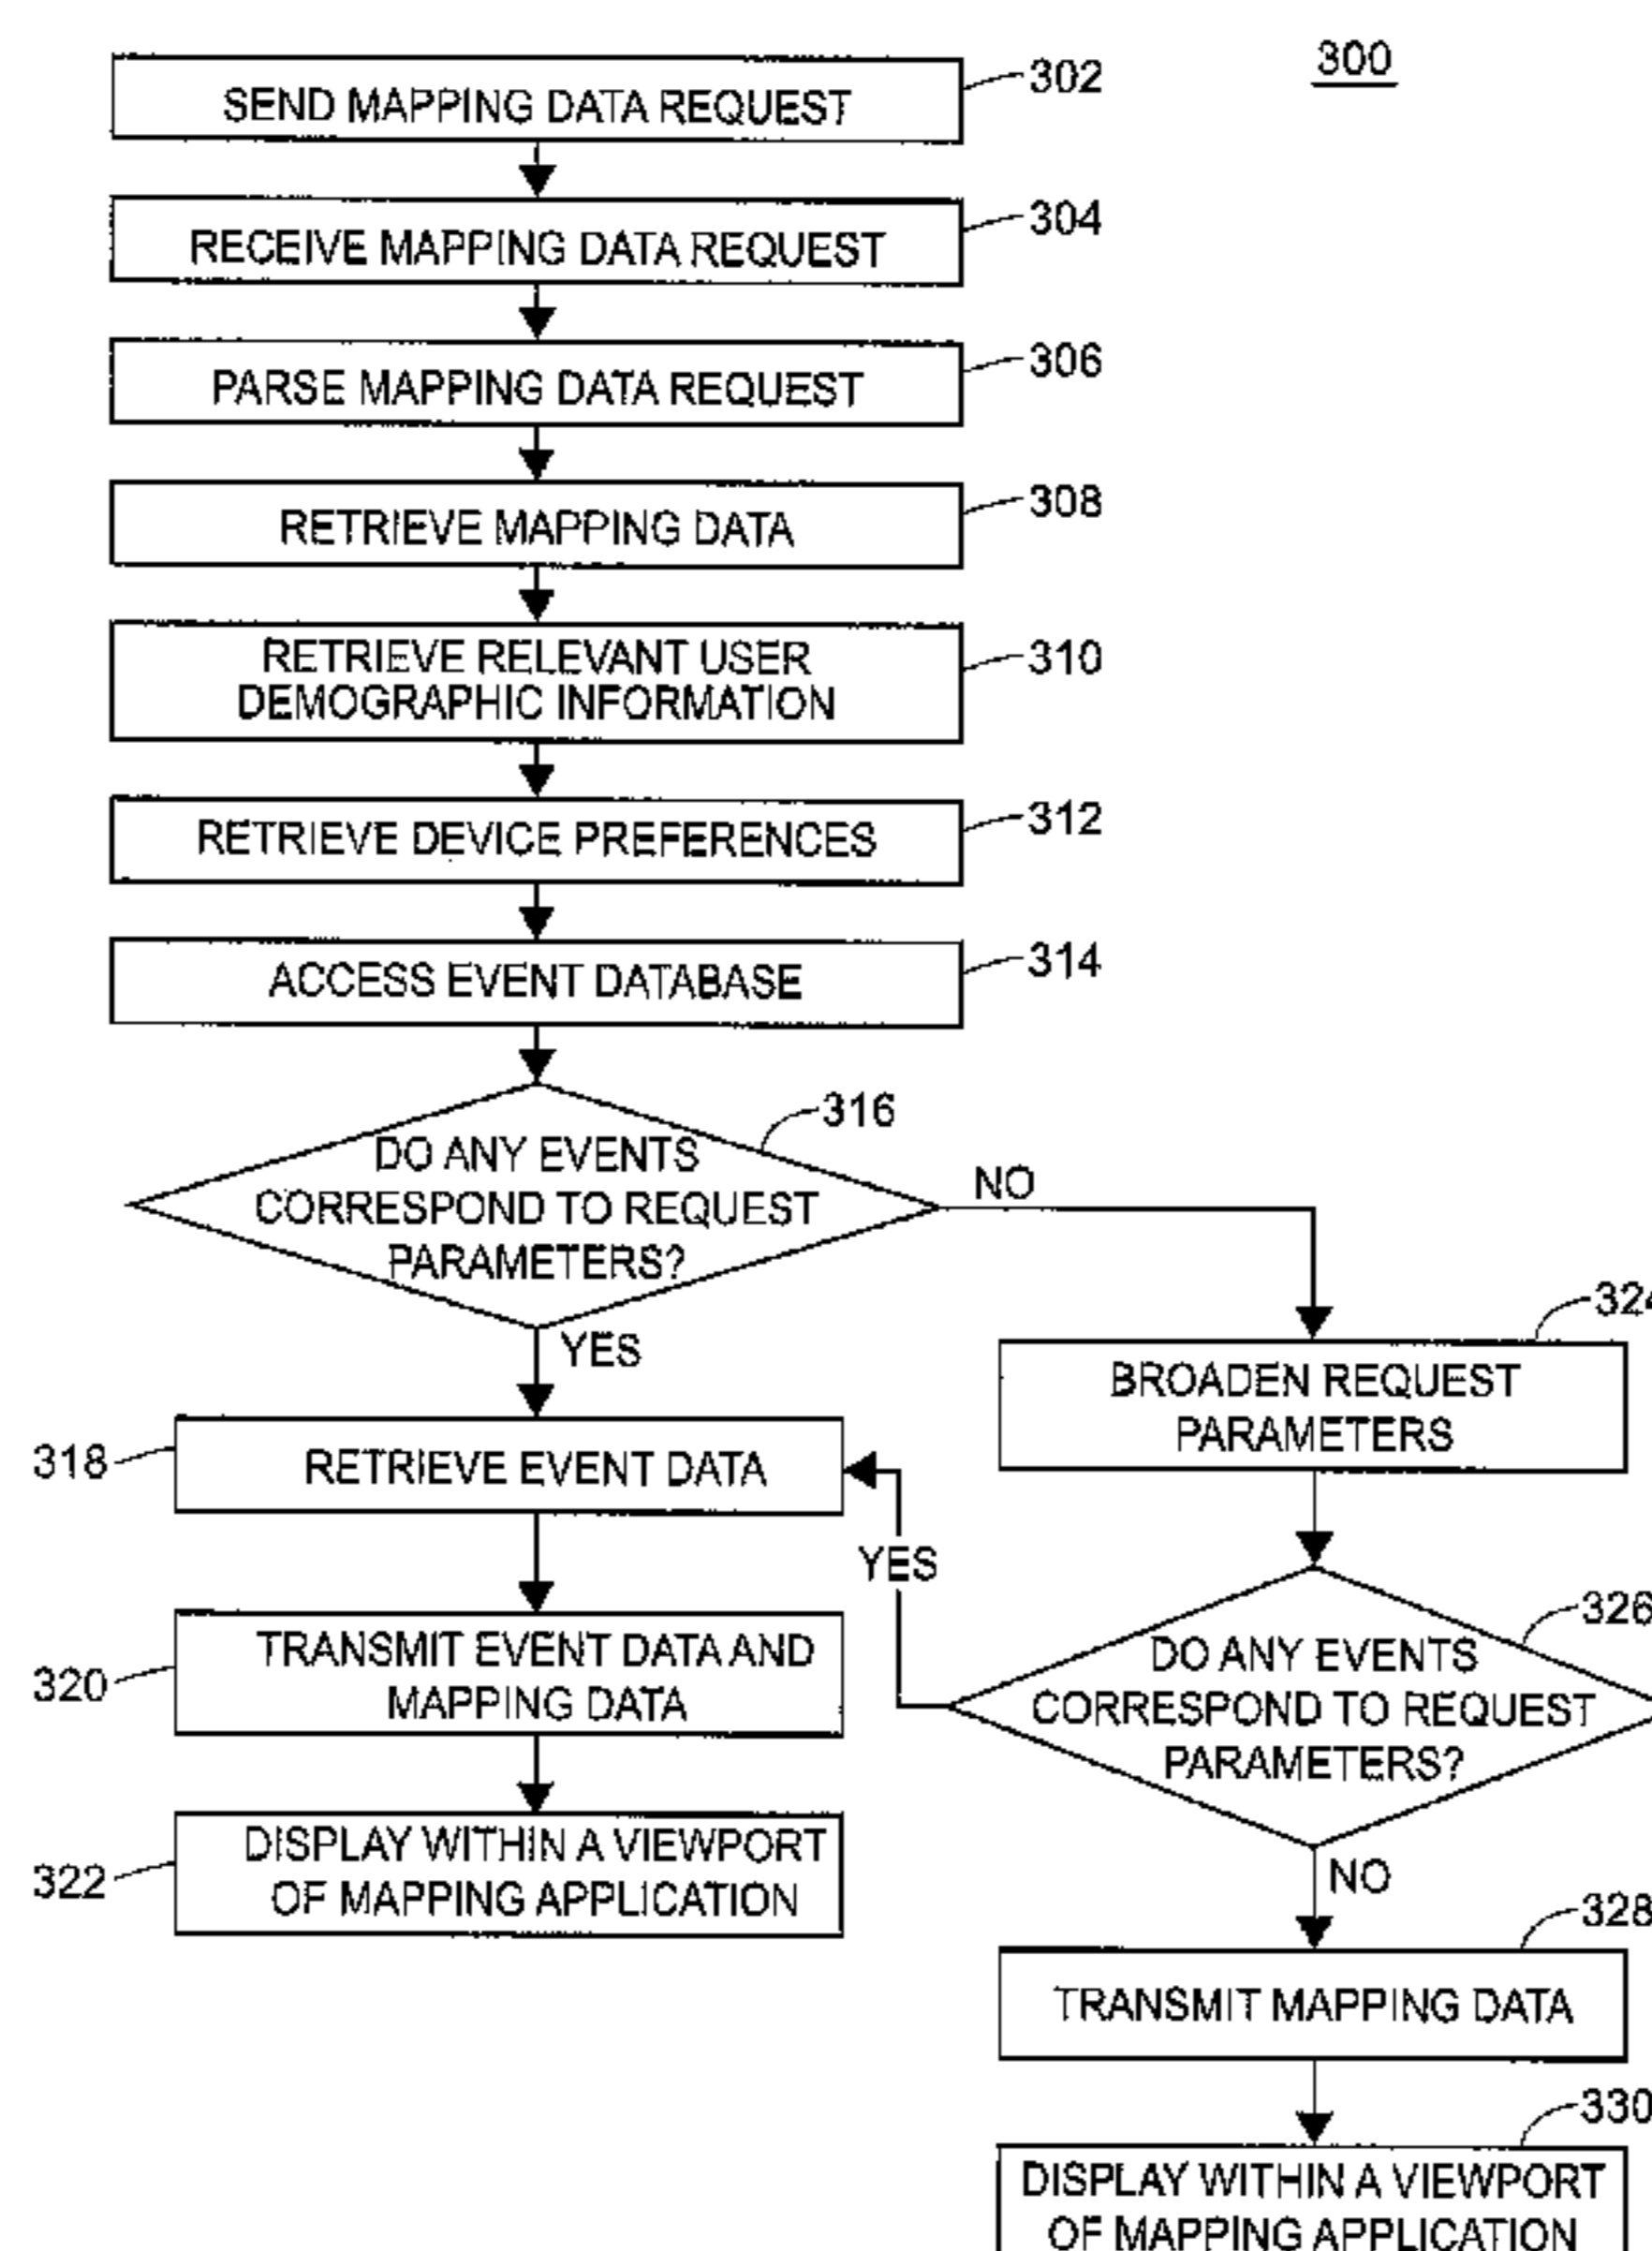 300
SEND MAPPING DATA REQUEST
302
RECEIVE MAPPING DATA REQUEST
304
PARSE MAPPING DATA REQUEST
306
RETRIEVE MAPPING DATA
308
RETRIEVE RELEVANT USER
DEMOGRAPHIC INFORMATION
310
RETRIEVE DEVICE PREFERENCES
312
ACCESS EVENT DATABASE
314
316
DO ANY EVENTS
CORRESPOND TO REQUEST
PARAMETERS?
NO
YES
318
RETRIEVE EVENT DATA
320
TRANSMIT EVENT DATA AND
MAPPING DATA
322
DISPLAY WITHIN A VIEWPORT
OF MAPPING APPLICATION
324
BROADEN REQUEST
PARAMETERS
YES
326
DO ANY EVENTS
CORRESPOND TO REQUEST
PARAMETERS?
NO
328
TRANSMIT MAPPING DATA
330
DISPLAY WITHIN A VIEWPORT
OF MAPPING APPLICATION